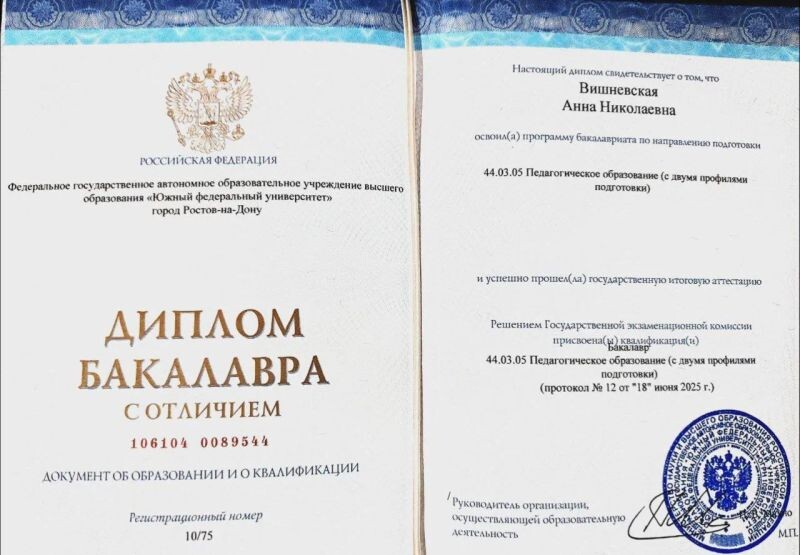 РОССИЙСКАЯ ФЕДЕРАЦИЯ
Федеральное государственное автономное образовательное учреждение высшего
образования «Южный федеральный университет»
город Ростов-на-Дону
ДИПЛОМ
БАКАЛАВРА
С ОТЛИЧИЕМ
106104 0089544
ДОКУМЕНТ ОБ ОБРАЗОВАНИИ И О КВАЛИФИКАЦИИ
Регистрационный номер
10/75
Настоящий диплом свидетельствует о том, что
Вишневская
Анна Николаевна
освоил(а) программу бакалавриата по направлению подготовки
44.03.05 Педагогическое образование (с двумя профилями
подготовки)
и успешно прошел(ла) государственную итоговую аттестацию
Решением Государственной экзаменационной комиссии
присвоена(ы) квалификация(и)
Бакалавр
44.03.05 Педагогическое образование (с двумя профилями
подготовки)
(протокол № 12 от "18" июня 2025 г.)
Руководитель организации,
осуществляющей образовательную
деятельность
М.П.